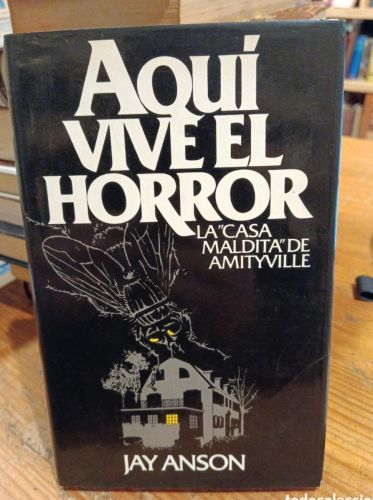 AQUÍ
VIVE EL
HORROR
LA "CASA
MALDITA" DE
AMITYVILLE
JAY ANSON